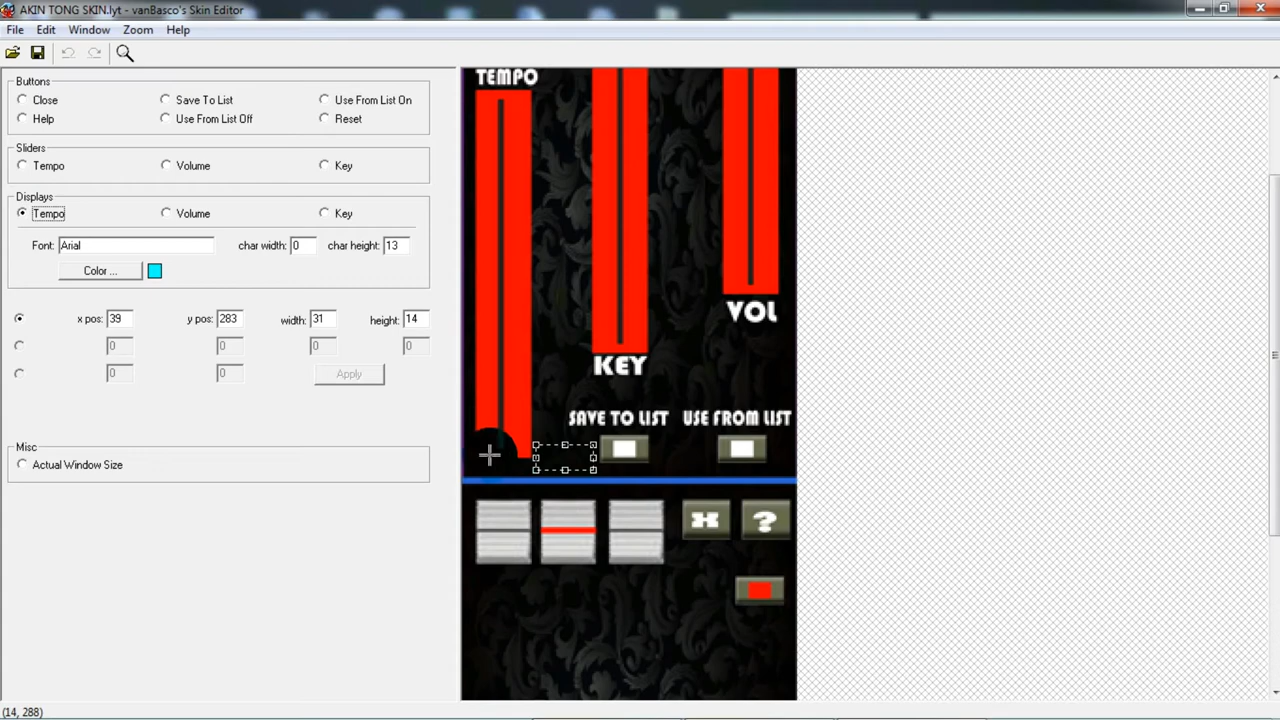 AKIN TONG SKIN.lyt - vanBasco's Skin Editor
File Edit Window Zoom Help
Buttons
Close Save To List Use From List On
Help Use From List Off Reset
Sliders
Tempo Volume Key
Displays
Tempo Volume Key
Font: Arial char width: 0 char height: 13
Color ...
x pos: 39 y pos: 283 width: 31 height: 14
0 0 0 0
0 0 Apply
Misc
Actual Window Size
TEMPO
VOL
KEY
SAVE TO LIST USE FROM LIST
X ?
(14, 288)